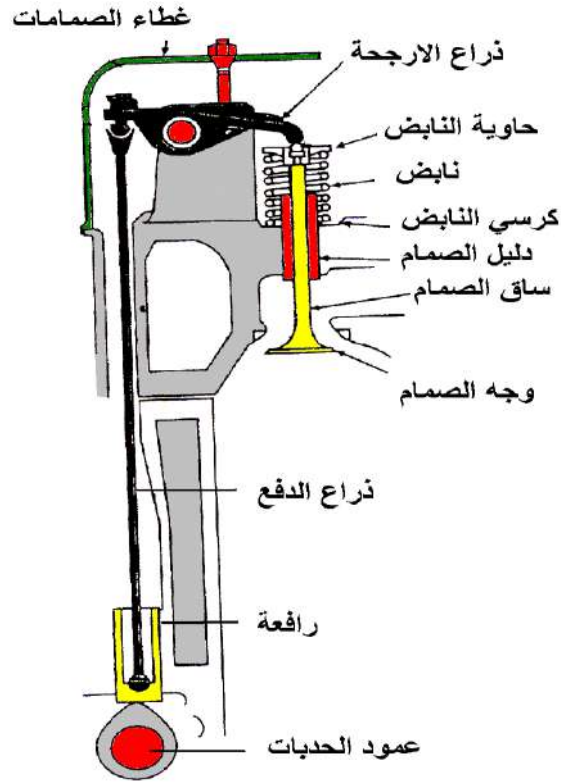 غطاء الصمامات
ذراع الارجحة
حاوية النابض
نابض
كرسي النابض
دليل الصمام
ساق الصمام
وجه الصمام
ذراع الدفع
رافعة
عمود الحدبات